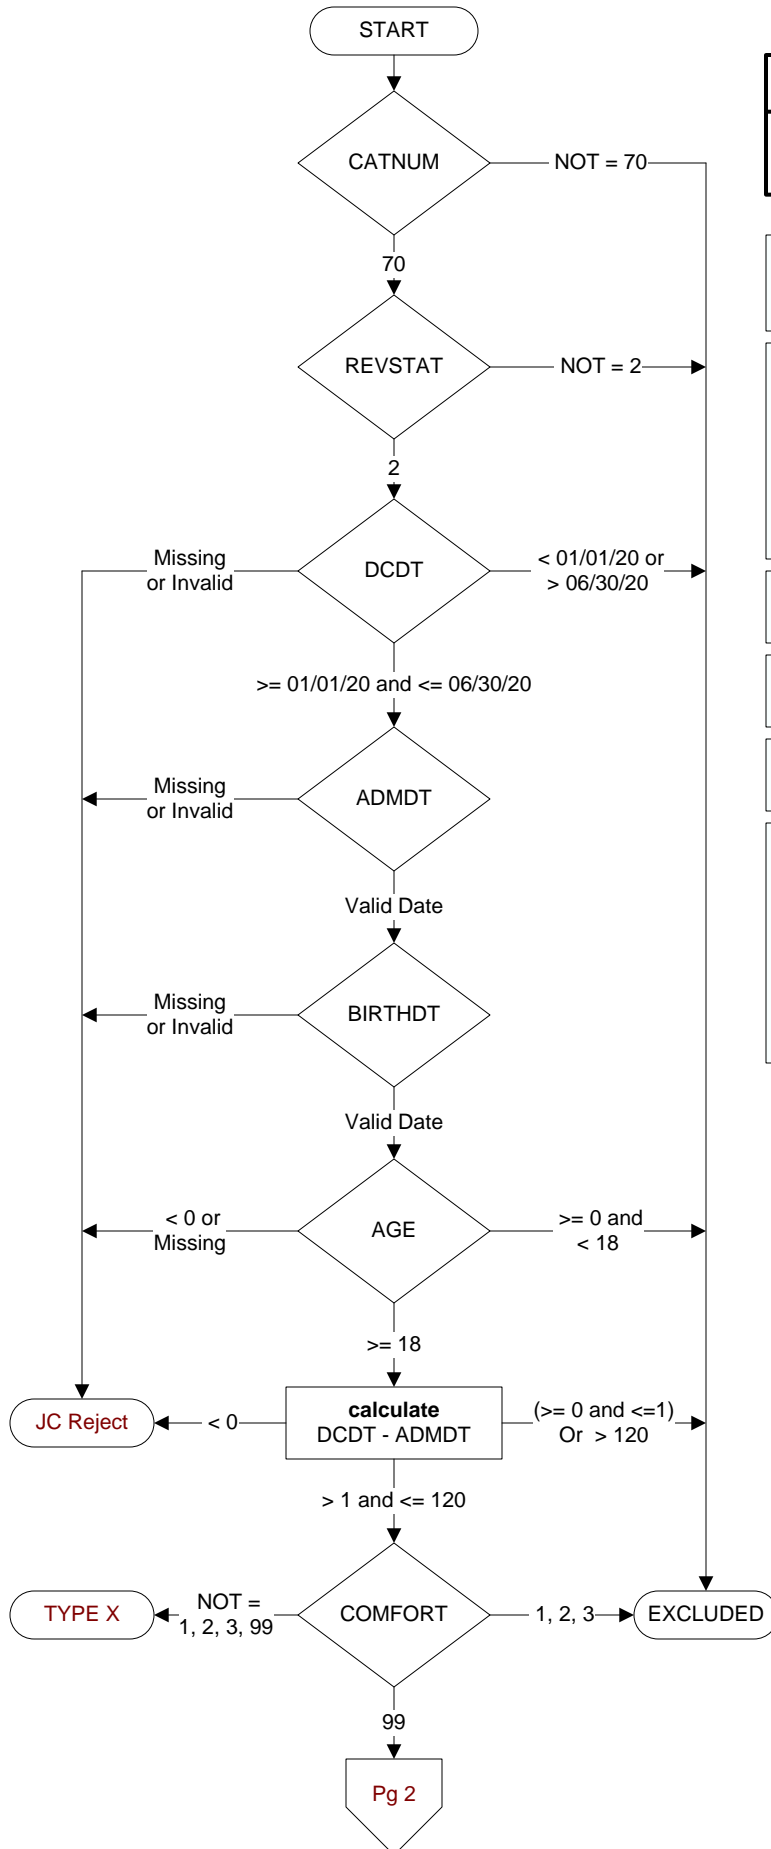 START
CATNUM
NOT = 70
70
REVSTAT
NOT = 2
2
Missing
or Invalid
DCDT
< 01/01/20 or
> 06/30/20
>= 01/01/20 and <= 06/30/20
Missing
or Invalid
ADMDT
Valid Date
Missing
or Invalid
BIRTHDT
Valid Date
< 0 or
Missing
AGE
>= 0 and
< 18
>= 18
JC Reject
< 0
calculate
DCDT - ADMDT
(>= 0 and <=1)
Or > 120
> 1 and <= 120
TYPE X
NOT =
1, 2, 3, 99
COMFORT
1, 2, 3
EXCLUDED
99
Pg 2